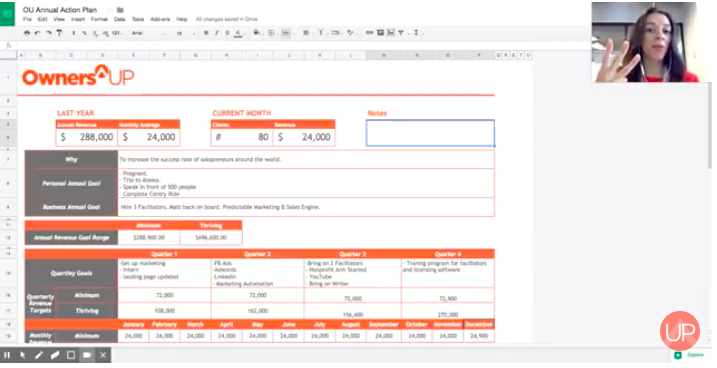 OU Annual Action Plan
File Edit View Insert Format Data Tools Add-ons Help All changes saved in Drive
OwnersUP
LAST YEAR CURRENT MONTH Notes
Annual Revenue Monthly Average Clients Revenue
$ 288,000 $ 24,000 # 80 $ 24,000
Why To increase the success rate of solopreneurs around the world.
- Pregnant.
- Trip to Alaska.
Personal Annual Goal - Speak in front of 500 people
- Complete Centry Ride
Business Annual Goal Hire 3 Facilitators. Matt back on board. Predictable Marketing & Sales Engine.
Minimum Thriving
Annual Revenue Goal Range $288,900.00 $696,600.00
Quarter 1 Quarter 2 Quarter 3 Quarter 4
Quartley Goals
-Set up marketing
- Intern
- landing page updated
-FB Ads
Adwords
-LinkedIn
- Marketing Automation
-Bring on 2 Facilitators
- Nonprofit Arm Started
- YouTube
- Bring on Writer
- Training program for facilitators
and licensing software
Quarterly Revenue Targets
Minimum 72,000 72,000 72,000 72,900
Thriving 108,000 162,000 156,600 270,000
January February March April May June July August September October November December
Monthly Revenue
Minimum 24,000 24,000 24,000 24,000 24,000 24,000 24,000 24,000 24,000 24,000 24,000 24,900
UP
Explore